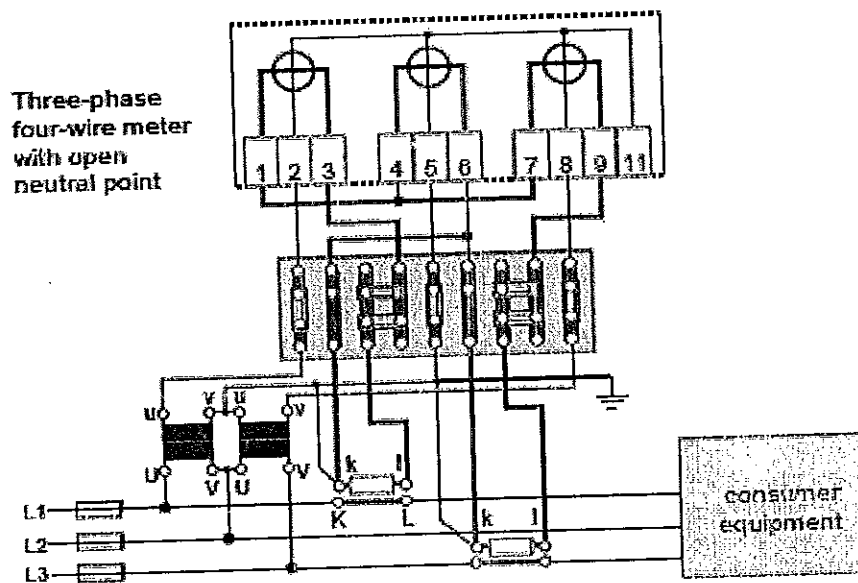 Three-phase
four-wire meter
with open
neutral point
1 2 3 4 5 6 7 8 9 11
u v u v
U V U V
k l
K L
k l
L1
L2
L3
consumer
equipment